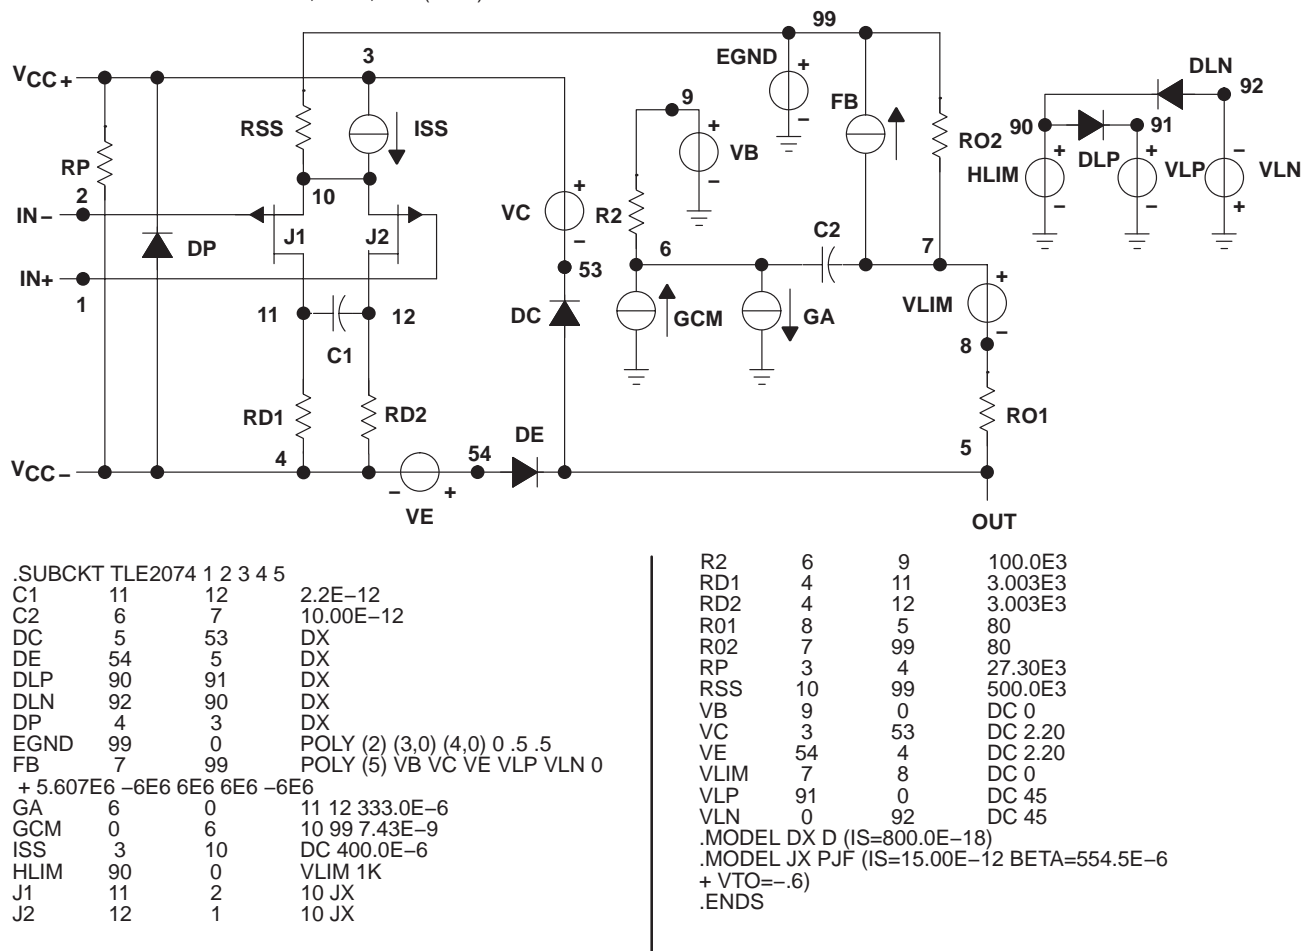 99
EGND
+
−
FB
RO2
DLN
92
90
91
HLIM
+
−
DLP
+
−
VLP
−
+
VLN
VCC+
3
RSS
ISS
RP
10
2
IN−
J1
J2
DP
IN+
1
11
12
C1
RD1
RD2
VCC−
4
−
+
VE
54
DE
VC
+
−
53
DC
9
+
−
VB
R2
6
GCM
GA
C2
7
VLIM
+
−
8
RO1
5
OUT
.SUBCKT TLE2074 1 2 3 4 5
C1 11 12 2.2E−12
C2 6 7 10.00E−12
DC 5 53 DX
DE 54 5 DX
DLP 90 91 DX
DLN 92 90 DX
DP 4 3 DX
EGND 99 0 POLY (2) (3,0) (4,0) 0 .5 .5
FB 7 99 POLY (5) VB VC VE VLP VLN 0
+ 5.607E6 −6E6 6E6 6E6 −6E6
GA 6 0 11 12 333.0E−6
GCM 0 6 10 99 7.43E−9
ISS 3 10 DC 400.0E−6
HLIM 90 0 VLIM 1K
J1 11 2 10 JX
J2 12 1 10 JX
R2 6 9 100.0E3
RD1 4 11 3.003E3
RD2 4 12 3.003E3
R01 8 5 80
R02 7 99 80
RP 3 4 27.30E3
RSS 10 99 500.0E3
VB 9 0 DC 0
VC 3 53 DC 2.20
VE 54 4 DC 2.20
VLIM 7 8 DC 0
VLP 91 0 DC 45
VLN 0 92 DC 45
.MODEL DX D (IS=800.0E−18)
.MODEL JX PJF (IS=15.00E−12 BETA=554.5E−6
+ VTO=−.6)
.ENDS